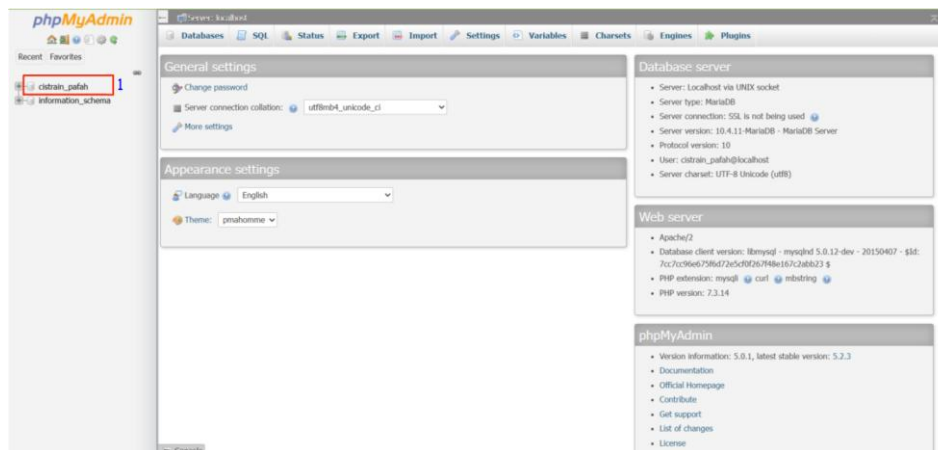 phpMyAdmin
Recent Favorites
cistrain_pafah 1
information_schema
Server: localhost
Databases SQL Status Export Import Settings Variables Charsets Engines Plugins
General settings
Change password
Server connection collation: utf8mb4_unicode_ci
More settings
Appearance settings
Language English
Theme: pmahomme
Database server
Server: Localhost via UNIX socket
Server type: MariaDB
Server connection: SSL is not being used
Server version: 10.4.11-MariaDB - MariaDB Server
Protocol version: 10
User: cistrain_pafah@localhost
Server charset: UTF-8 Unicode (utf8)
Web server
Apache/2
Database client version: libmysql - mysqlnd 5.0.12-dev - 20150407 - $Id:
7cc7cc96e675f6d72e5cf0f267f48e167c2abb23 $
PHP extension: mysqli curl mbstring
PHP version: 7.3.14
phpMyAdmin
Version information: 5.0.1, latest stable version: 5.2.3
Documentation
Official Homepage
Contribute
Get support
List of changes
License